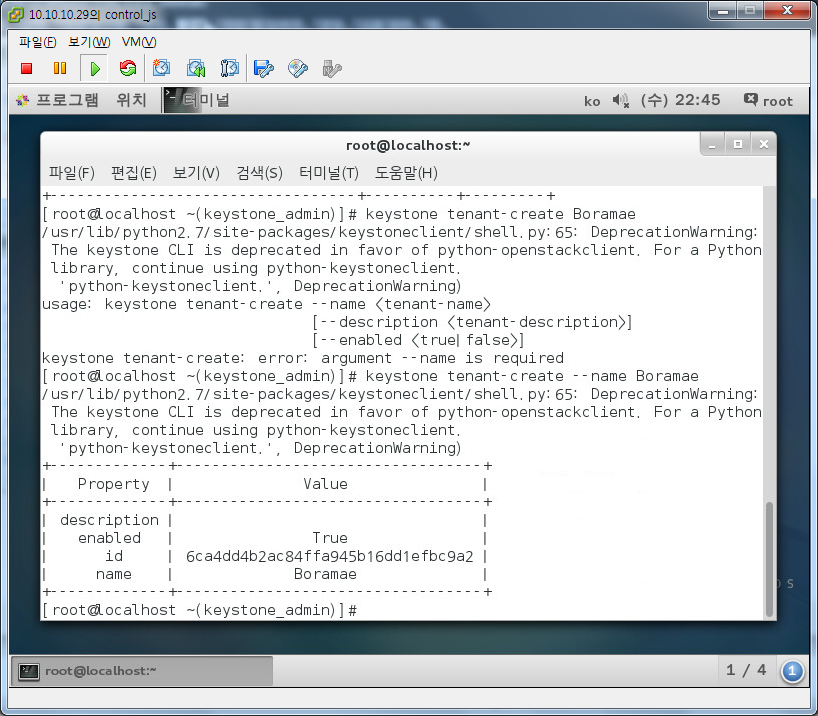 10.10.10.29의 control_js
파일(F) 보기(W) VM(V)
프로그램 위치 터미널 ko (수) 22:45 root
root@localhost:~
파일(F) 편집(E) 보기(V) 검색(S) 터미널(T) 도움말(H)
+----------------------------------+----------+---------+
[root@localhost ~(keystone_admin)]# keystone tenant-create Boramae
/usr/lib/python2.7/site-packages/keystoneclient/shell.py:65: DeprecationWarning:
The keystone CLI is deprecated in favor of python-openstackclient. For a Python
library, continue using python-keystoneclient.
'python-keystoneclient.', DeprecationWarning)
usage: keystone tenant-create --name <tenant-name>
[--description <tenant-description>]
[--enabled <true|false>]
keystone tenant-create: error: argument --name is required
[root@localhost ~(keystone_admin)]# keystone tenant-create --name Boramae
/usr/lib/python2.7/site-packages/keystoneclient/shell.py:65: DeprecationWarning:
The keystone CLI is deprecated in favor of python-openstackclient. For a Python
library, continue using python-keystoneclient.
'python-keystoneclient.', DeprecationWarning)
+-------------+----------------------------------+
| Property | Value |
+-------------+----------------------------------+
| description | |
| enabled | True |
| id | 6ca4dd4b2ac84ffa945b16dd1efbc9a2 |
| name | Boramae |
+-------------+----------------------------------+
[root@localhost ~(keystone_admin)]#
root@localhost:~ 1 / 4 1